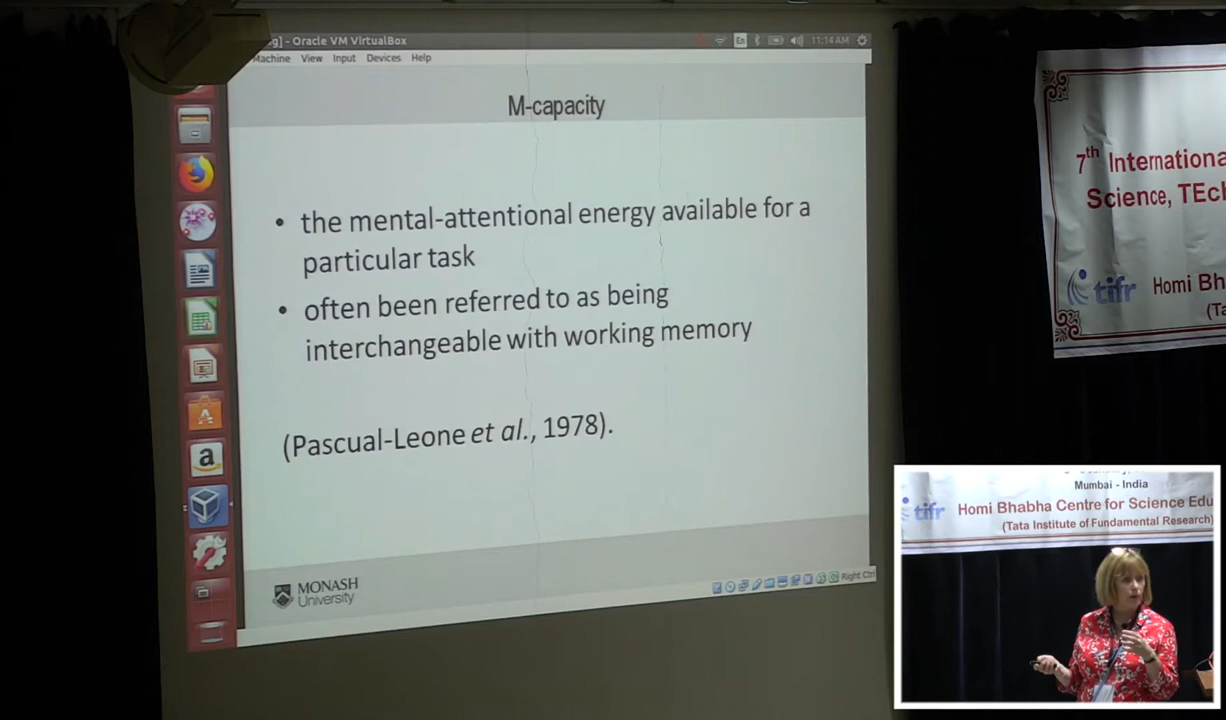 g] - Oracle VM VirtualBox
En
11:14 AM
Machine View Input Devices Help
M-capacity
• the mental-attentional energy available for a
particular task
• often been referred to as being
interchangeable with working memory
(Pascual-Leone et al., 1978).
MONASH
University
Right Ctrl
7th Internationa
Science, TEc
tifr
Homi Bh
(Ta
Mumbai - India
tifr
Homi Bhabha Centre for Science Edu
(Tata Institute of Fundamental Research)
a